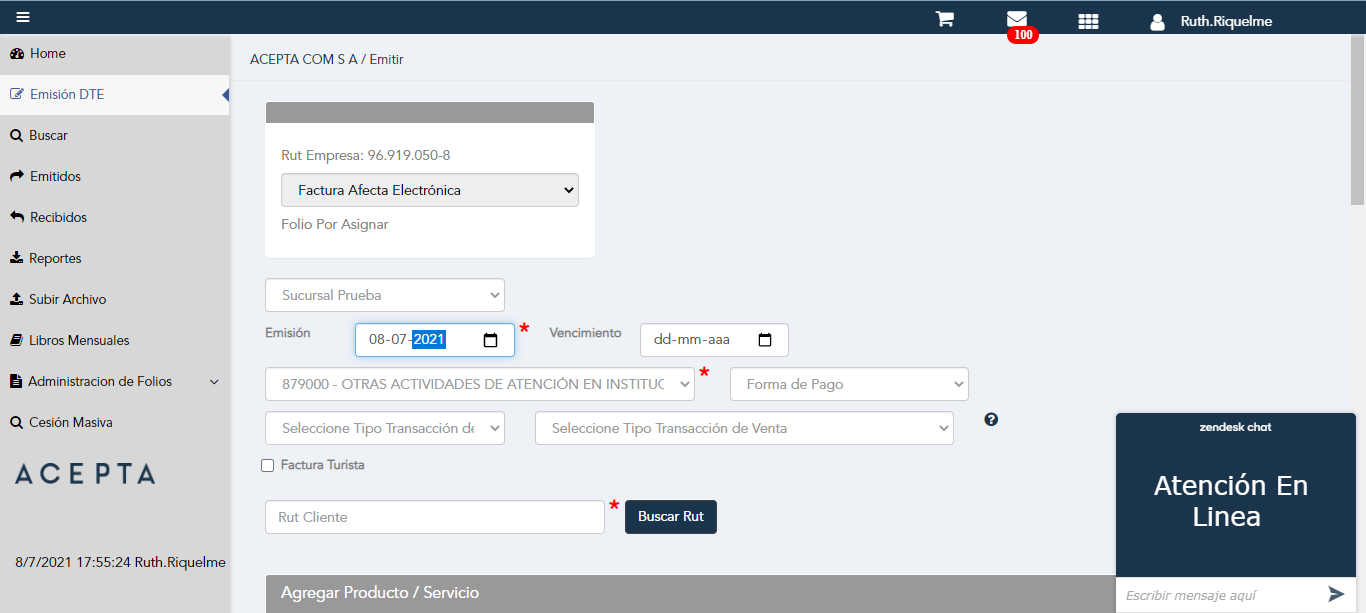 Ruth.Riquelme
100
Home
Emisión DTE
Buscar
Emitidos
Recibidos
Reportes
Subir Archivo
Libros Mensuales
Administracion de Folios
Cesión Masiva
ACEPTA
8/7/2021 17:55:24 Ruth.Riquelme
ACEPTA COM S A / Emitir
Rut Empresa: 96.919.050-8
Factura Afecta Electrónica
Folio Por Asignar
Sucursal Prueba
Emisión 08-07-2021 * Vencimiento dd-mm-aaa
879000 - OTRAS ACTIVIDADES DE ATENCIÓN EN INSTITUC * Forma de Pago
Seleccione Tipo Transacción de Seleccione Tipo Transacción de Venta ?
Factura Turista
Rut Cliente * Buscar Rut
Agregar Producto / Servicio
zendesk chat
Atención En
Linea
Escribir mensaje aquí